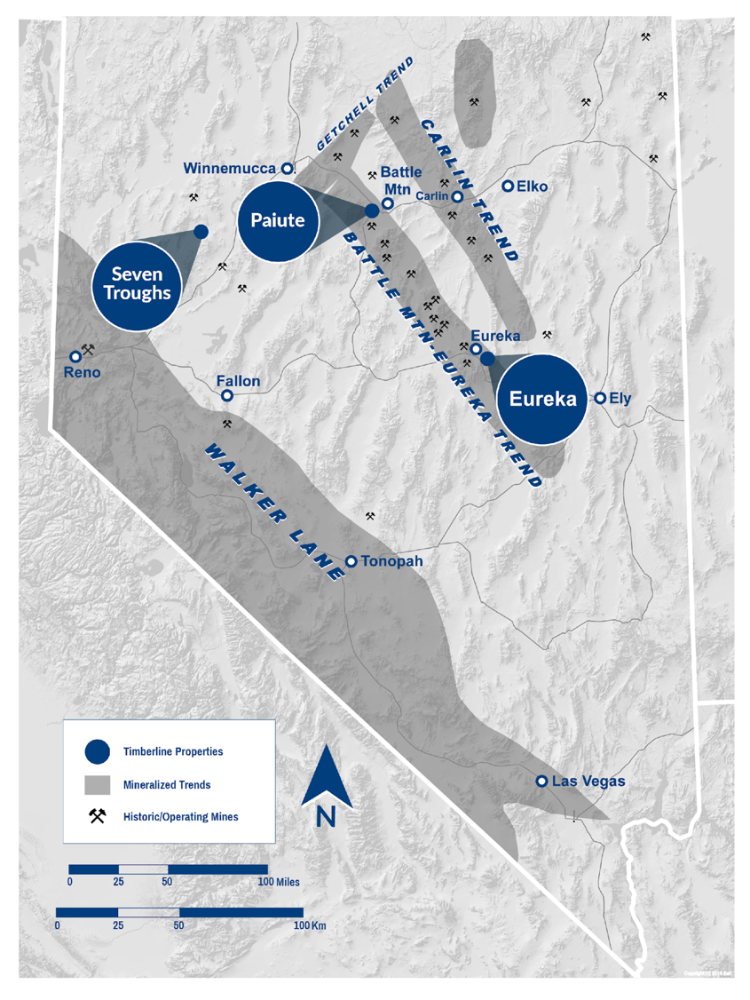 GETCHELL TREND
CARLIN TREND
Winnemucca
Battle
Mtn
Carlin
Elko
Paiute
Seven
Troughs
BATTLE MTN-EUREKA TREND
Eureka
Reno
Fallon
Eureka
Ely
WALKER LANE
Tonopah
Las Vegas
Timberline Properties
Mineralized Trends
Historic/Operating Mines
N
0 25 50 100 Miles
0 25 50 100 Km